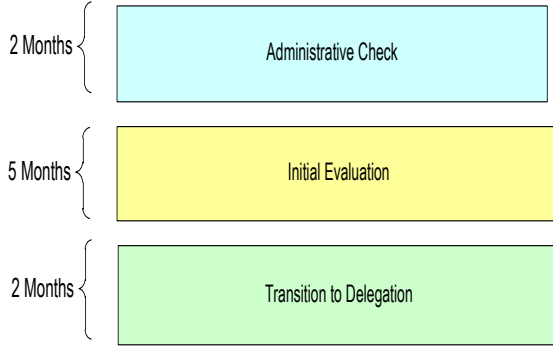 2 Months
Administrative Check
5 Months
Initial Evaluation
2 Months
Transition to Delegation